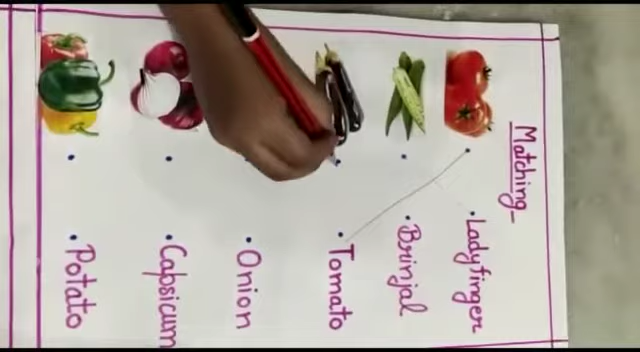 Matching
Ladyfinger
Brinjal
Tomato
Onion
Capsicum
Potato